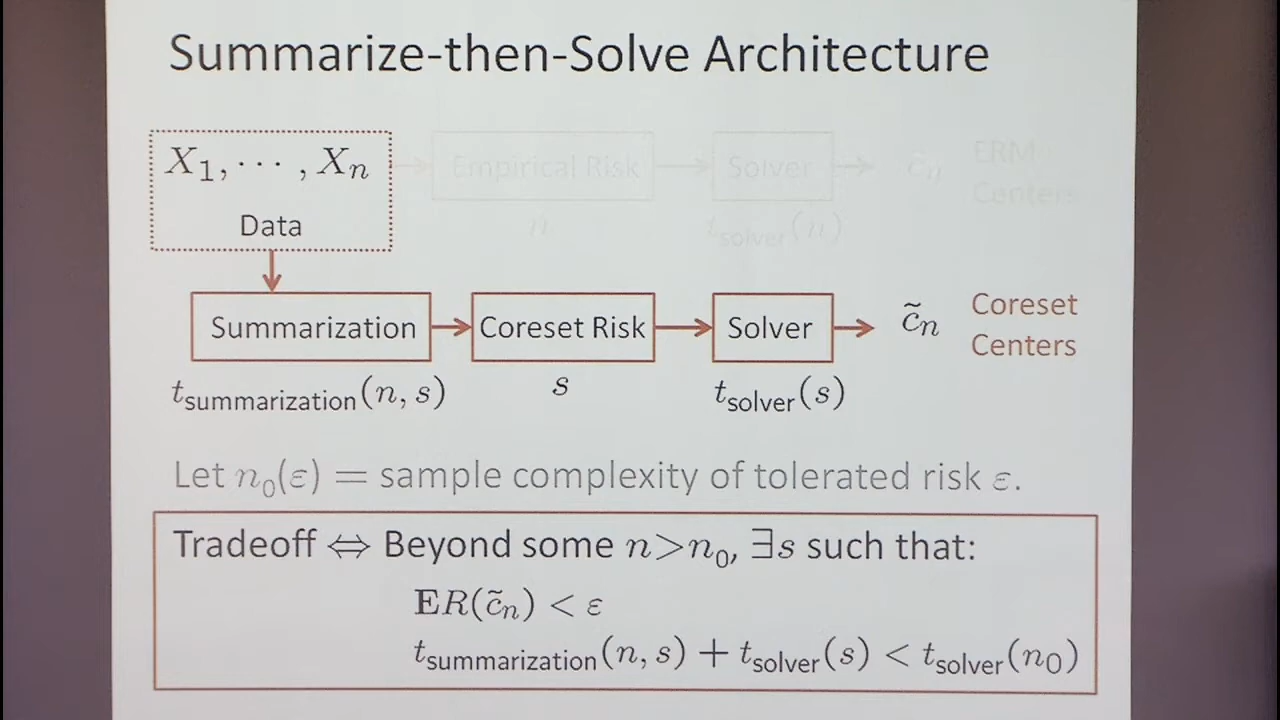 Summarize-then-Solve Architecture
X₁, ⋯ , Xₙ
Data
Empirical Risk
Solver
ĉₙ
ERM
Centers
n
t_solver(n)
Summarization
Coreset Risk
Solver
c̃ₙ
Coreset
Centers
t_summarization(n, s)
s
t_solver(s)
Let n₀(ε) = sample complexity of tolerated risk ε.
Tradeoff ⇔ Beyond some n>n₀, ∃s such that:
ER(c̃ₙ) < ε
t_summarization(n, s) + t_solver(s) < t_solver(n₀)